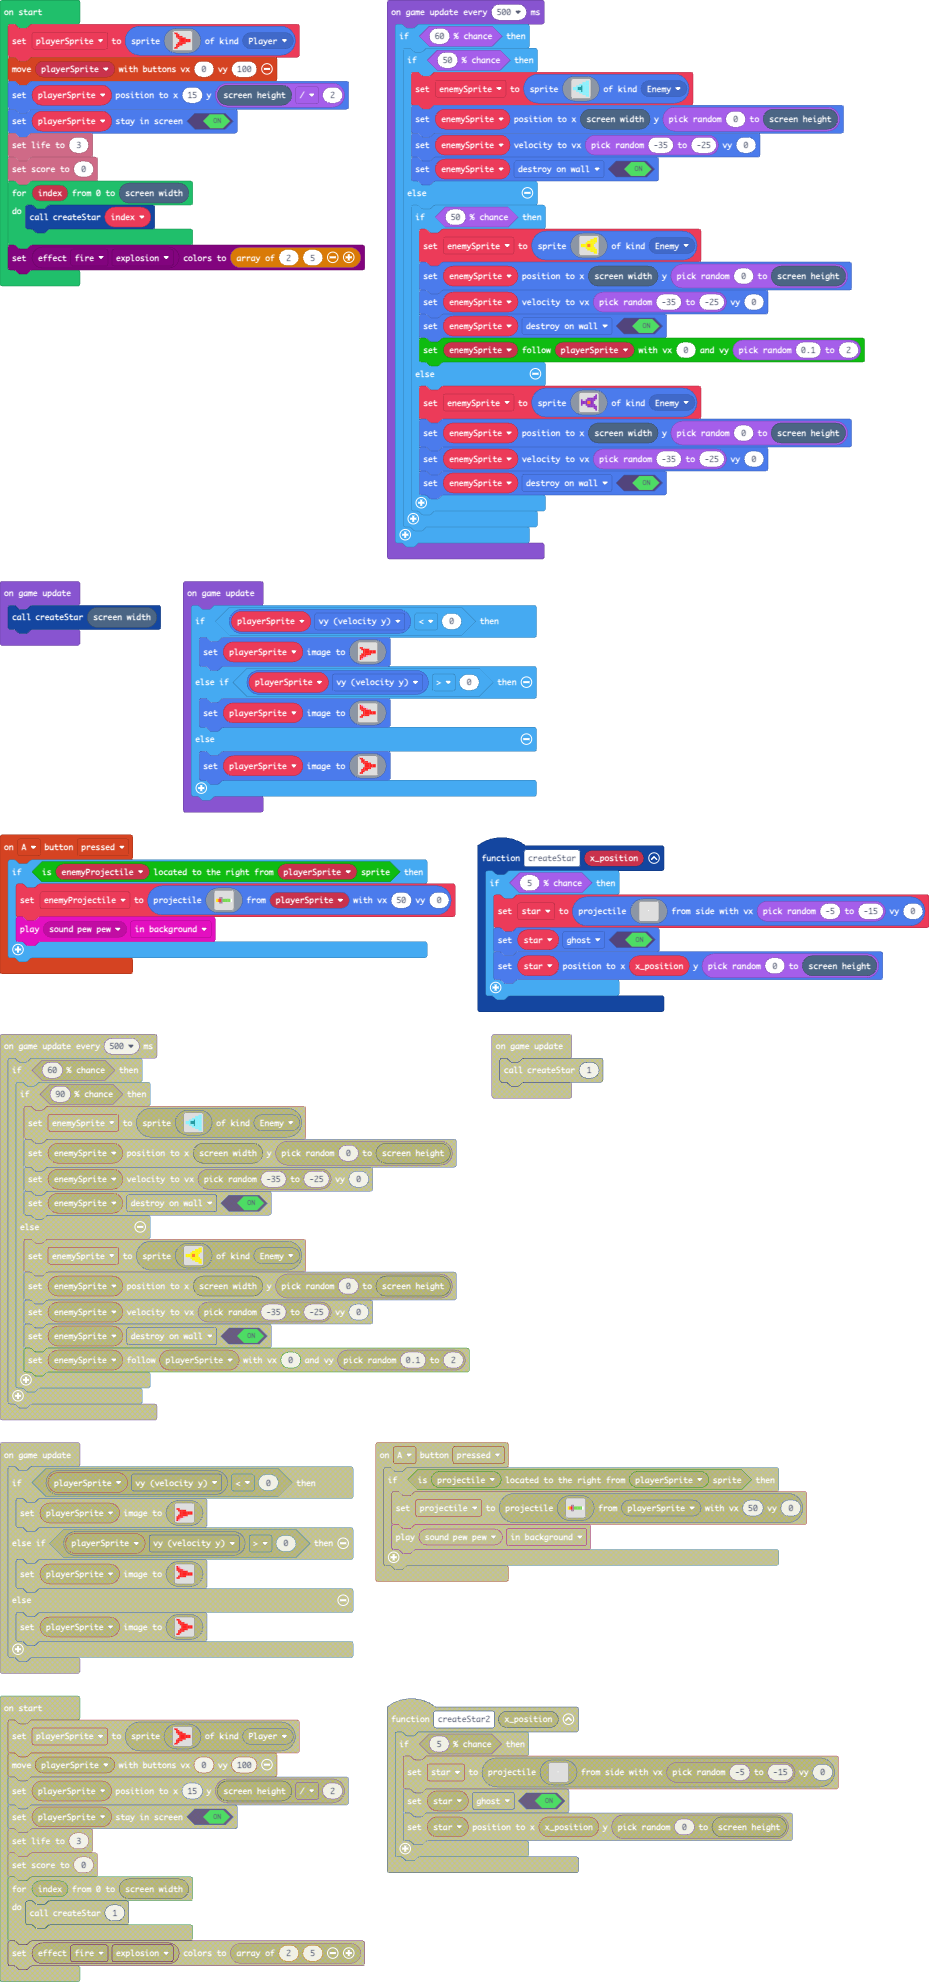 on start
set playerSprite to sprite of kind Player
move playerSprite with buttons vx 0 vy 100
set playerSprite position to x 15 y screen height / 2
set playerSprite stay in screen ON
set life to 3
set score to 0
for index from 0 to screen width
do call createStar index
set effect fire explosion colors to array of 2 5
on game update every 500 ms
if 60 % chance then
if 50 % chance then
set enemySprite to sprite of kind Enemy
set enemySprite position to x screen width y pick random 0 to screen height
set enemySprite velocity to vx pick random -35 to -25 vy 0
set enemySprite destroy on wall ON
else
if 50 % chance then
set enemySprite to sprite of kind Enemy
set enemySprite position to x screen width y pick random 0 to screen height
set enemySprite velocity to vx pick random -35 to -25 vy 0
set enemySprite destroy on wall ON
set enemySprite follow playerSprite with vx 0 and vy pick random 0.1 to 2
else
set enemySprite to sprite of kind Enemy
set enemySprite position to x screen width y pick random 0 to screen height
set enemySprite velocity to vx pick random -35 to -25 vy 0
set enemySprite destroy on wall ON
on game update
call createStar screen width
on game update
if playerSprite vy (velocity y) < 0 then
set playerSprite image to
else if playerSprite vy (velocity y) > 0 then
set playerSprite image to
else
set playerSprite image to
on A button pressed
if is enemyProjectile located to the right from playerSprite sprite then
set enemyProjectile to projectile from playerSprite with vx 50 vy 0
play sound pew pew in background
function createStar x_position
if 5 % chance then
set star to projectile from side with vx pick random -5 to -15 vy 0
set star ghost ON
set star position to x x_position y pick random 0 to screen height
on game update every 500 ms
if 60 % chance then
if 90 % chance then
set enemySprite to sprite of kind Enemy
set enemySprite position to x screen width y pick random 0 to screen height
set enemySprite velocity to vx pick random -35 to -25 vy 0
set enemySprite destroy on wall ON
else
set enemySprite to sprite of kind Enemy
set enemySprite position to x screen width y pick random 0 to screen height
set enemySprite velocity to vx pick random -35 to -25 vy 0
set enemySprite destroy on wall ON
set enemySprite follow playerSprite with vx 0 and vy pick random 0.1 to 2
on game update
call createStar 1
on game update
if playerSprite vy (velocity y) < 0 then
set playerSprite image to
else if playerSprite vy (velocity y) > 0 then
set playerSprite image to
else
set playerSprite image to
on A button pressed
if is projectile located to the right from playerSprite sprite then
set projectile to projectile from playerSprite with vx 50 vy 0
play sound pew pew in background
on start
set playerSprite to sprite of kind Player
move playerSprite with buttons vx 0 vy 100
set playerSprite position to x 15 y screen height / 2
set playerSprite stay in screen ON
set life to 3
set score to 0
for index from 0 to screen width
do call createStar 1
set effect fire explosion colors to array of 2 5
function createStar2 x_position
if 5 % chance then
set star to projectile from side with vx pick random -5 to -15 vy 0
set star ghost ON
set star position to x x_position y pick random 0 to screen height